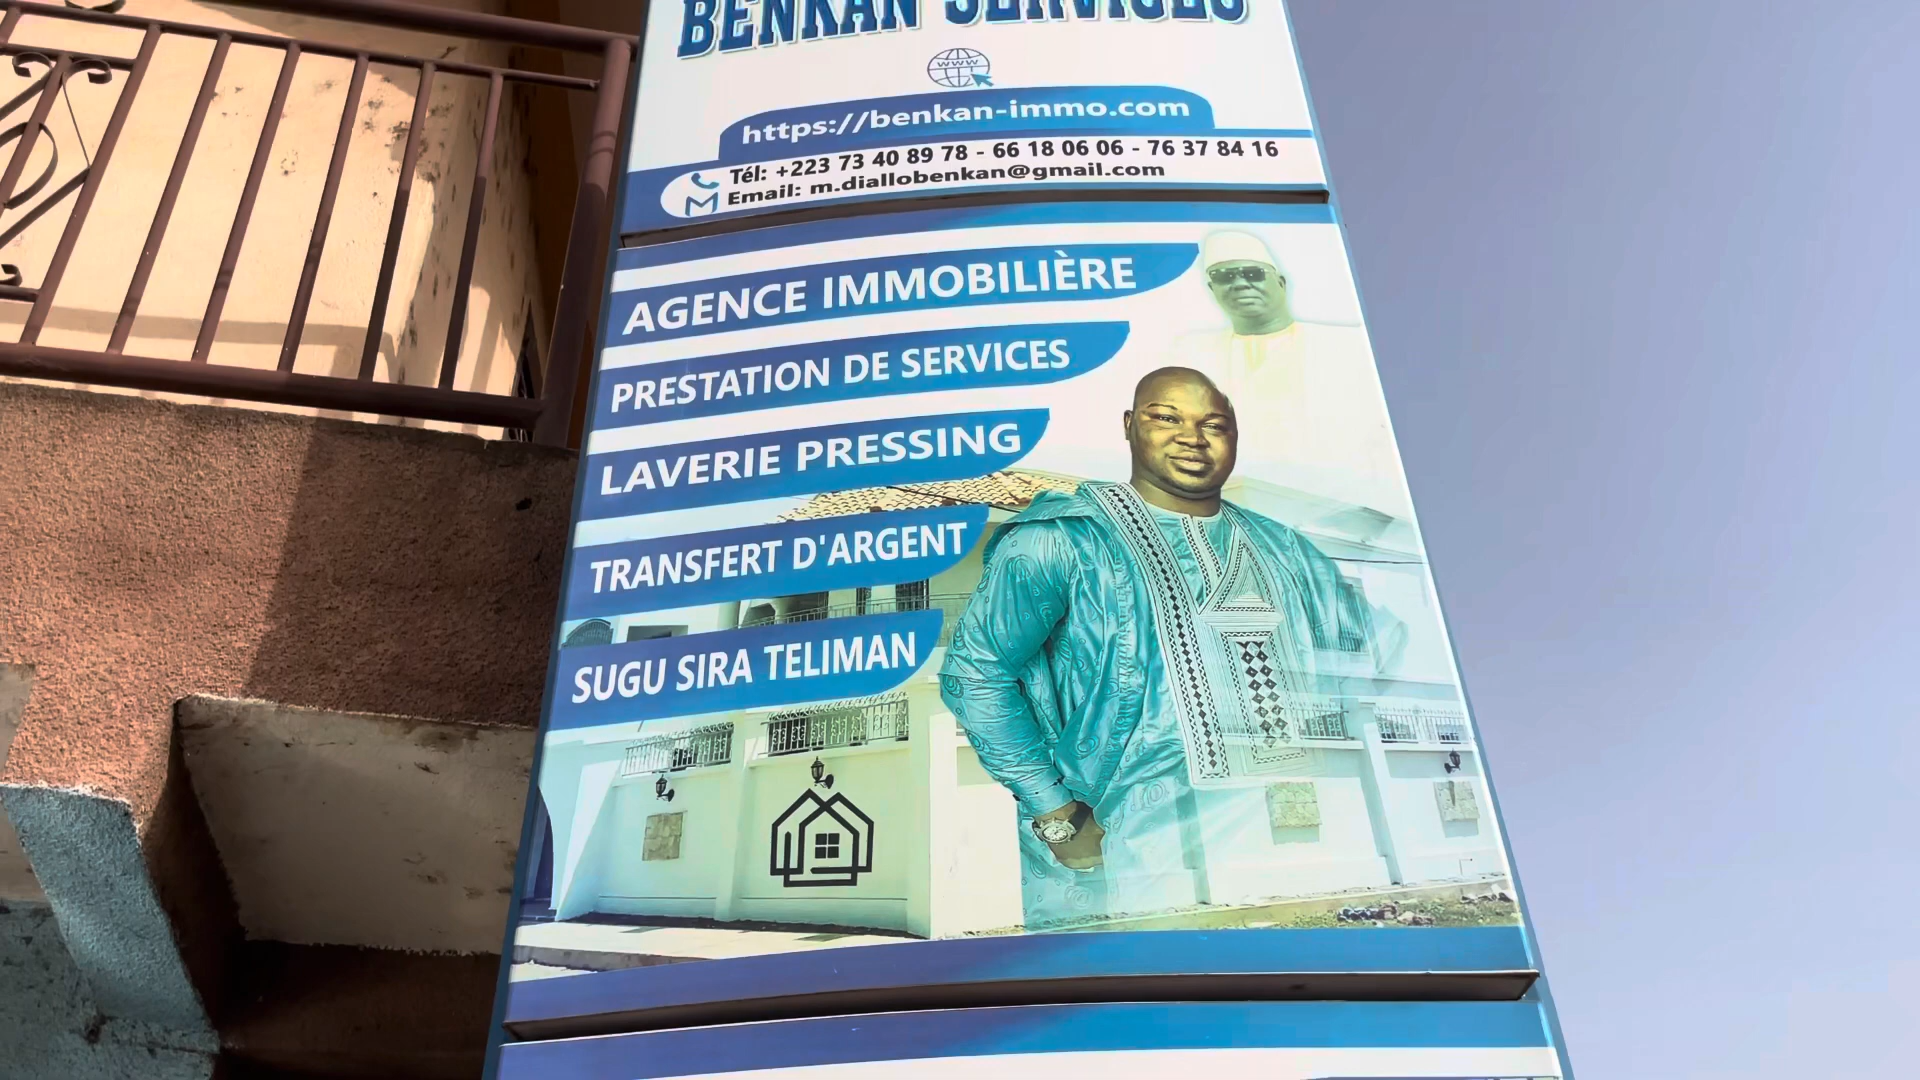 BENKAN SERVICES
www
https://benkan-immo.com
Tél: +223 73 40 89 78 - 66 18 06 06 - 76 37 84 16
Email: m.diallobenkan@gmail.com
AGENCE IMMOBILIÈRE
PRESTATION DE SERVICES
LAVERIE PRESSING
TRANSFERT D'ARGENT
SUGU SIRA TELIMAN